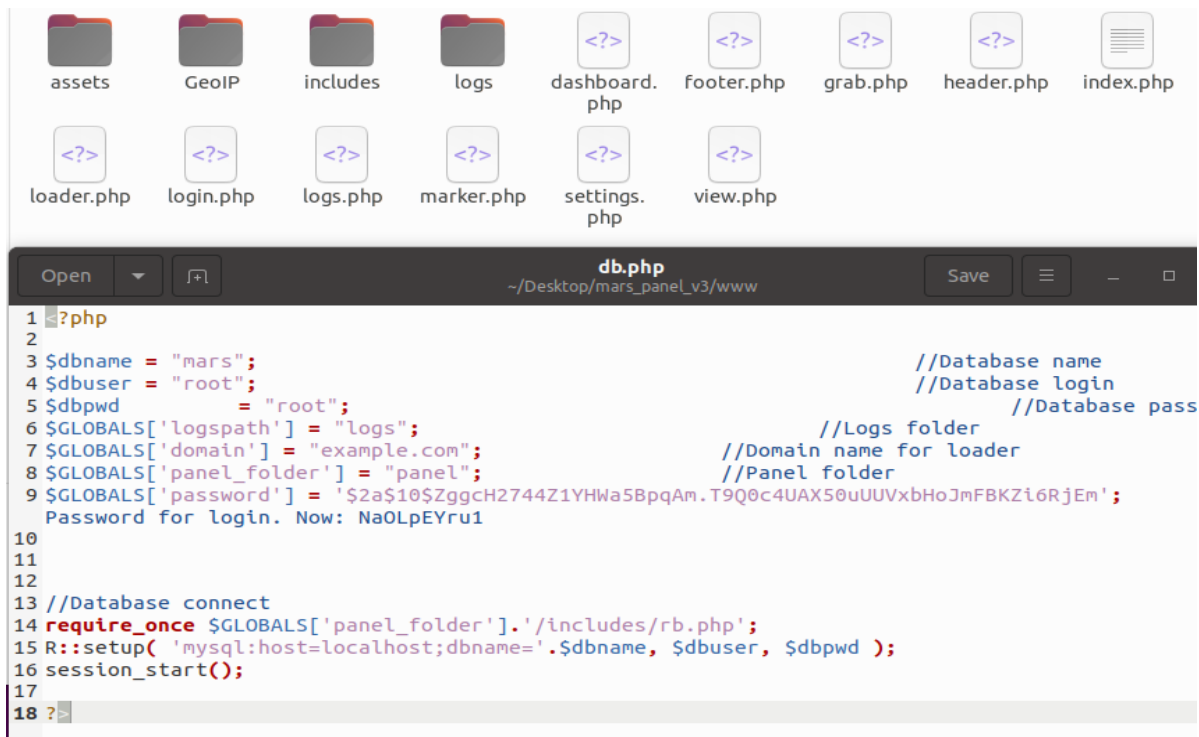 assets GeoIP includes logs dashboard. footer.php grab.php header.php index.php
php
loader.php login.php logs.php marker.php settings. view.php
php
Open db.php Save
~/Desktop/mars_panel_v3/www
1 <?php
2
3 $dbname = "mars"; //Database name
4 $dbuser = "root"; //Database login
5 $dbpwd = "root"; //Database pass
6 $GLOBALS['logspath'] = "logs"; //Logs folder
7 $GLOBALS['domain'] = "example.com"; //Domain name for loader
8 $GLOBALS['panel_folder'] = "panel"; //Panel folder
9 $GLOBALS['password'] = '$2a$10$ZggcH2744Z1YHWa5BpqAm.T9Q0c4UAX50uUUVxbHoJmFBKZi6RjEm';
Password for login. Now: NaOLpEYru1
10
11
12
13 //Database connect
14 require_once $GLOBALS['panel_folder'].'/includes/rb.php';
15 R::setup( 'mysql:host=localhost;dbname='.$dbname, $dbuser, $dbpwd );
16 session_start();
17
18 ?>